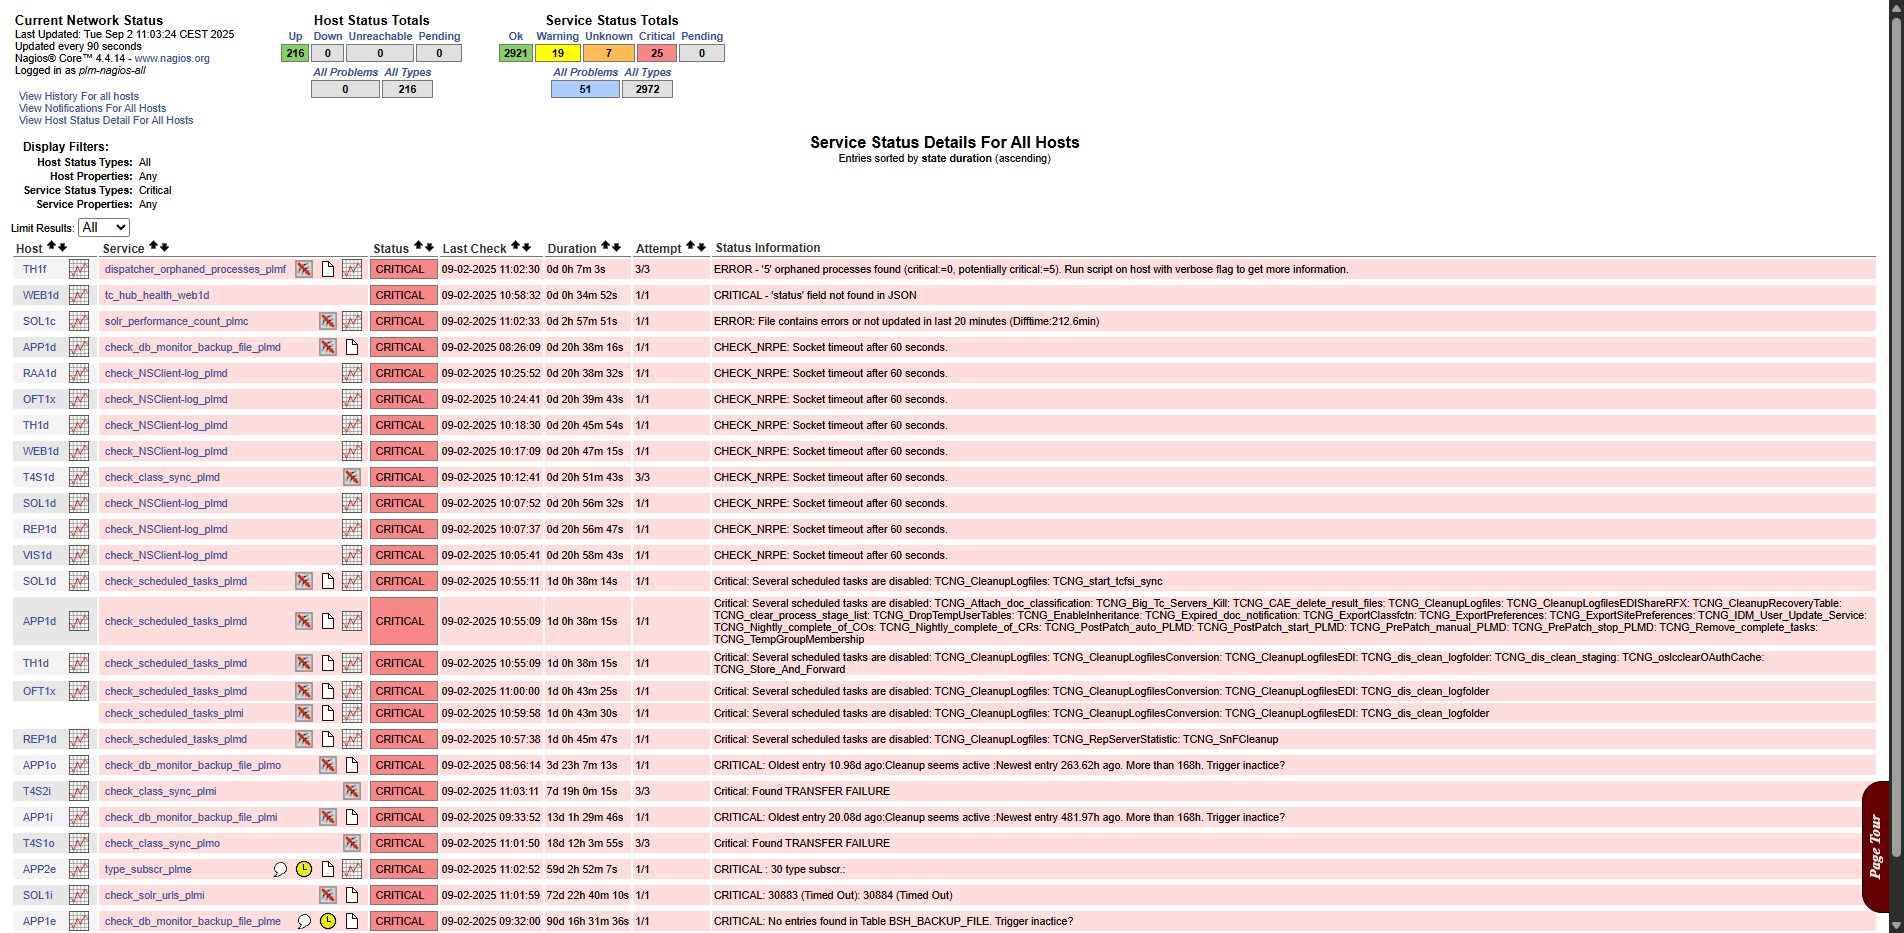 Current Network Status
Last Updated: Tue Sep 2 11:03:24 CEST 2025
Updated every 90 seconds
Nagios® Core™ 4.4.14 - www.nagios.org
Logged in as plm-nagios-all
View History For all hosts
View Notifications For All Hosts
View Host Status Detail For All Hosts
Host Status Totals
Up Down Unreachable Pending
216 0 0 0
All Problems All Types
0 216
Service Status Totals
Ok Warning Unknown Critical Pending
2921 19 7 25 0
All Problems All Types
51 2972
Display Filters:
Host Status Types: All
Host Properties: Any
Service Status Types: Critical
Service Properties: Any
Service Status Details For All Hosts
Entries sorted by state duration (ascending)
Limit Results: All
Host Service Status Last Check Duration Attempt Status Information
TH1f dispatcher_orphaned_processes_plmf CRITICAL 09-02-2025 11:02:30 0d 0h 7m 3s 3/3 ERROR - '5' orphaned processes found (critical:=0, potentially critical:=5). Run script on host with verbose flag to get more information.
WEB1d tc_hub_health_web1d CRITICAL 09-02-2025 10:58:32 0d 0h 34m 52s 1/1 CRITICAL - 'status' field not found in JSON
SOL1c solr_performance_count_plmc CRITICAL 09-02-2025 11:02:33 0d 2h 57m 51s 1/1 ERROR: File contains errors or not updated in last 20 minutes (Difftime:212.6min)
APP1d check_db_monitor_backup_file_plmd CRITICAL 09-02-2025 08:26:09 0d 20h 38m 16s 1/1 CHECK_NRPE: Socket timeout after 60 seconds.
RAA1d check_NSClient-log_plmd CRITICAL 09-02-2025 10:25:52 0d 20h 38m 32s 1/1 CHECK_NRPE: Socket timeout after 60 seconds.
OFT1x check_NSClient-log_plmd CRITICAL 09-02-2025 10:24:41 0d 20h 39m 43s 1/1 CHECK_NRPE: Socket timeout after 60 seconds.
TH1d check_NSClient-log_plmd CRITICAL 09-02-2025 10:18:30 0d 20h 45m 54s 1/1 CHECK_NRPE: Socket timeout after 60 seconds.
WEB1d check_NSClient-log_plmd CRITICAL 09-02-2025 10:17:09 0d 20h 47m 15s 1/1 CHECK_NRPE: Socket timeout after 60 seconds.
T4S1d check_class_sync_plmd CRITICAL 09-02-2025 10:12:41 0d 20h 51m 43s 3/3 CHECK_NRPE: Socket timeout after 60 seconds.
SOL1d check_NSClient-log_plmd CRITICAL 09-02-2025 10:07:52 0d 20h 56m 32s 1/1 CHECK_NRPE: Socket timeout after 60 seconds.
REP1d check_NSClient-log_plmd CRITICAL 09-02-2025 10:07:37 0d 20h 56m 47s 1/1 CHECK_NRPE: Socket timeout after 60 seconds.
VIS1d check_NSClient-log_plmd CRITICAL 09-02-2025 10:05:41 0d 20h 58m 43s 1/1 CHECK_NRPE: Socket timeout after 60 seconds.
SOL1d check_scheduled_tasks_plmd CRITICAL 09-02-2025 10:55:11 1d 0h 38m 14s 1/1 Critical: Several scheduled tasks are disabled: TCNG_CleanupLogfiles: TCNG_start_tcfsi_sync
APP1d check_scheduled_tasks_plmd CRITICAL 09-02-2025 10:55:09 1d 0h 38m 15s 1/1 Critical: Several scheduled tasks are disabled: TCNG_Attach_doc_classification: TCNG_Big_Tc_Servers_Kill: TCNG_CAE_delete_result_files: TCNG_CleanupLogfiles: TCNG_CleanupLogfilesEDIShareRFX: TCNG_CleanupRecoveryTable:
TCNG_clear_process_stage_list: TCNG_DropTempUserTables: TCNG_EnableInheritance: TCNG_Expired_doc_notification: TCNG_ExportClassfctn: TCNG_ExportPreferences: TCNG_ExportSitePreferences: TCNG_IDM_User_Update_Service:
TCNG_Nightly_complete_of_COs: TCNG_Nightly_complete_of_CRs: TCNG_PostPatch_auto_PLMD: TCNG_PostPatch_start_PLMD: TCNG_PrePatch_manual_PLMD: TCNG_PrePatch_stop_PLMD: TCNG_Remove_complete_tasks:
TCNG_TempGroupMembership
TH1d check_scheduled_tasks_plmd CRITICAL 09-02-2025 10:55:09 1d 0h 38m 15s 1/1 Critical: Several scheduled tasks are disabled: TCNG_CleanupLogfiles: TCNG_CleanupLogfilesConversion: TCNG_CleanupLogfilesEDI: TCNG_dis_clean_logfolder: TCNG_dis_clean_staging: TCNG_oslcclearOAuthCache:
TCNG_Store_And_Forward
OFT1x check_scheduled_tasks_plmd CRITICAL 09-02-2025 11:00:00 1d 0h 43m 25s 1/1 Critical: Several scheduled tasks are disabled: TCNG_CleanupLogfiles: TCNG_CleanupLogfilesConversion: TCNG_CleanupLogfilesEDI: TCNG_dis_clean_logfolder
check_scheduled_tasks_plmi CRITICAL 09-02-2025 10:59:58 1d 0h 43m 30s 1/1 Critical: Several scheduled tasks are disabled: TCNG_CleanupLogfiles: TCNG_CleanupLogfilesConversion: TCNG_CleanupLogfilesEDI: TCNG_dis_clean_logfolder
REP1d check_scheduled_tasks_plmd CRITICAL 09-02-2025 10:57:38 1d 0h 45m 47s 1/1 Critical: Several scheduled tasks are disabled: TCNG_CleanupLogfiles: TCNG_RepServerStatistic: TCNG_SnFCleanup
APP1o check_db_monitor_backup_file_plmo CRITICAL 09-02-2025 08:56:14 3d 23h 7m 13s 1/1 CRITICAL: Oldest entry 10.98d ago:Cleanup seems active :Newest entry 263.62h ago. More than 168h. Trigger inactice?
T4S2i check_class_sync_plmi CRITICAL 09-02-2025 11:03:11 7d 19h 0m 15s 3/3 Critical: Found TRANSFER FAILURE
APP1i check_db_monitor_backup_file_plmi CRITICAL 09-02-2025 09:33:52 13d 1h 29m 46s 1/1 CRITICAL: Oldest entry 20.08d ago:Cleanup seems active :Newest entry 481.97h ago. More than 168h. Trigger inactice?
T4S1o check_class_sync_plmo CRITICAL 09-02-2025 11:01:50 18d 12h 3m 55s 3/3 Critical: Found TRANSFER FAILURE
APP2e type_subscr_plme CRITICAL 09-02-2025 11:02:52 59d 2h 52m 7s 1/1 CRITICAL : 30 type subscr.:
SOL1i check_solr_urls_plmi CRITICAL 09-02-2025 11:01:59 72d 22h 40m 10s 1/1 CRITICAL: 30883 (Timed Out): 30884 (Timed Out)
APP1e check_db_monitor_backup_file_plme CRITICAL 09-02-2025 09:32:00 90d 16h 31m 36s 1/1 CRITICAL: No entries found in Table BSH_BACKUP_FILE. Trigger inactice?
Page Tour